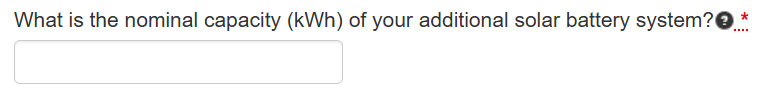 What is the nominal capacity (kWh) of your additional solar battery system? *